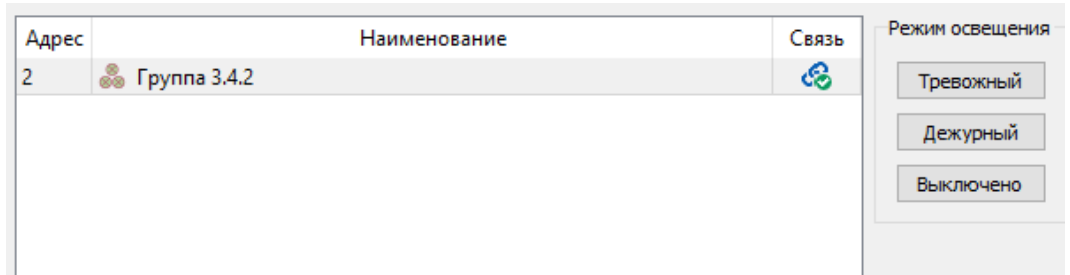 Адрес Наименование Связь
2 Группа 3.4.2
Режим освещения
Тревожный
Дежурный
Выключено